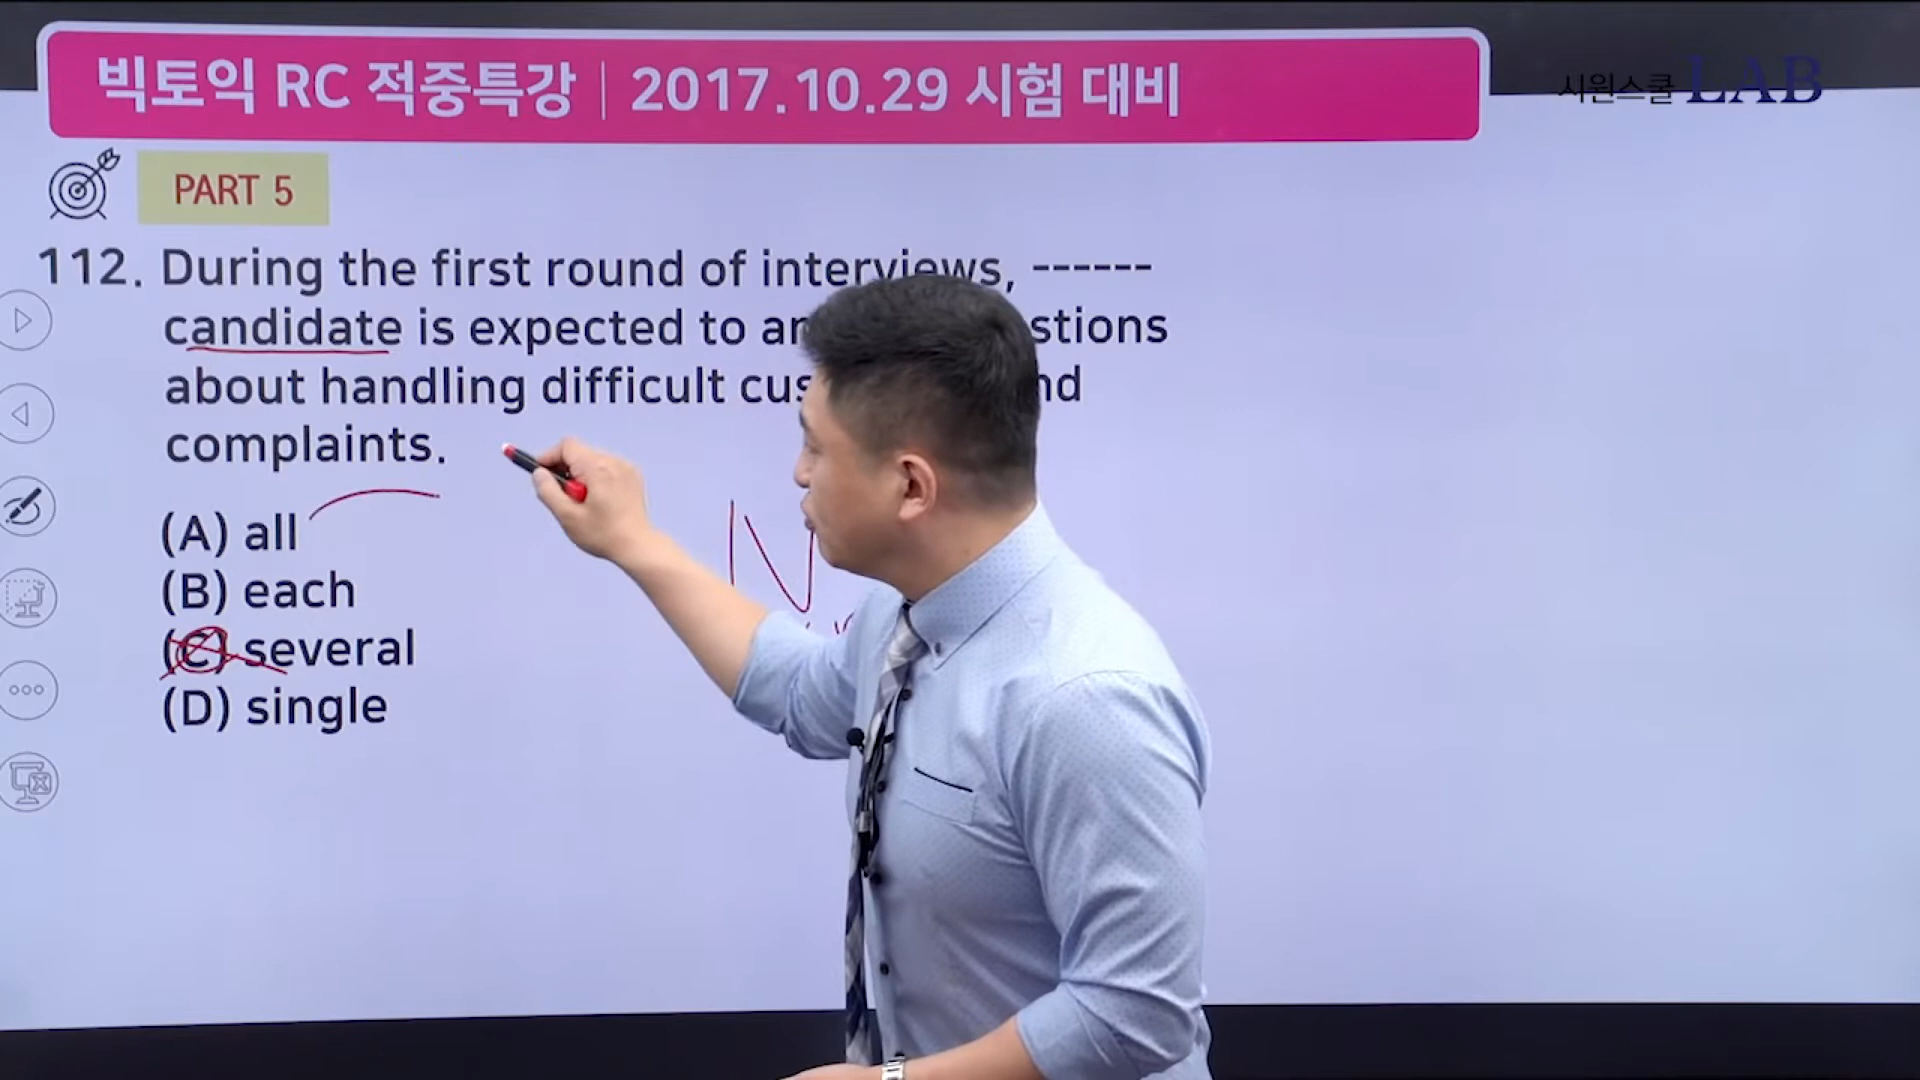 빅토익 RC 적중특강 | 2017.10.29 시험 대비
시원스쿨 LAB
PART 5
112. During the first round of interviews, ------
candidate is expected to
about handling difficult
complaints.
(A) all
(B) each
(C) several
(D) single